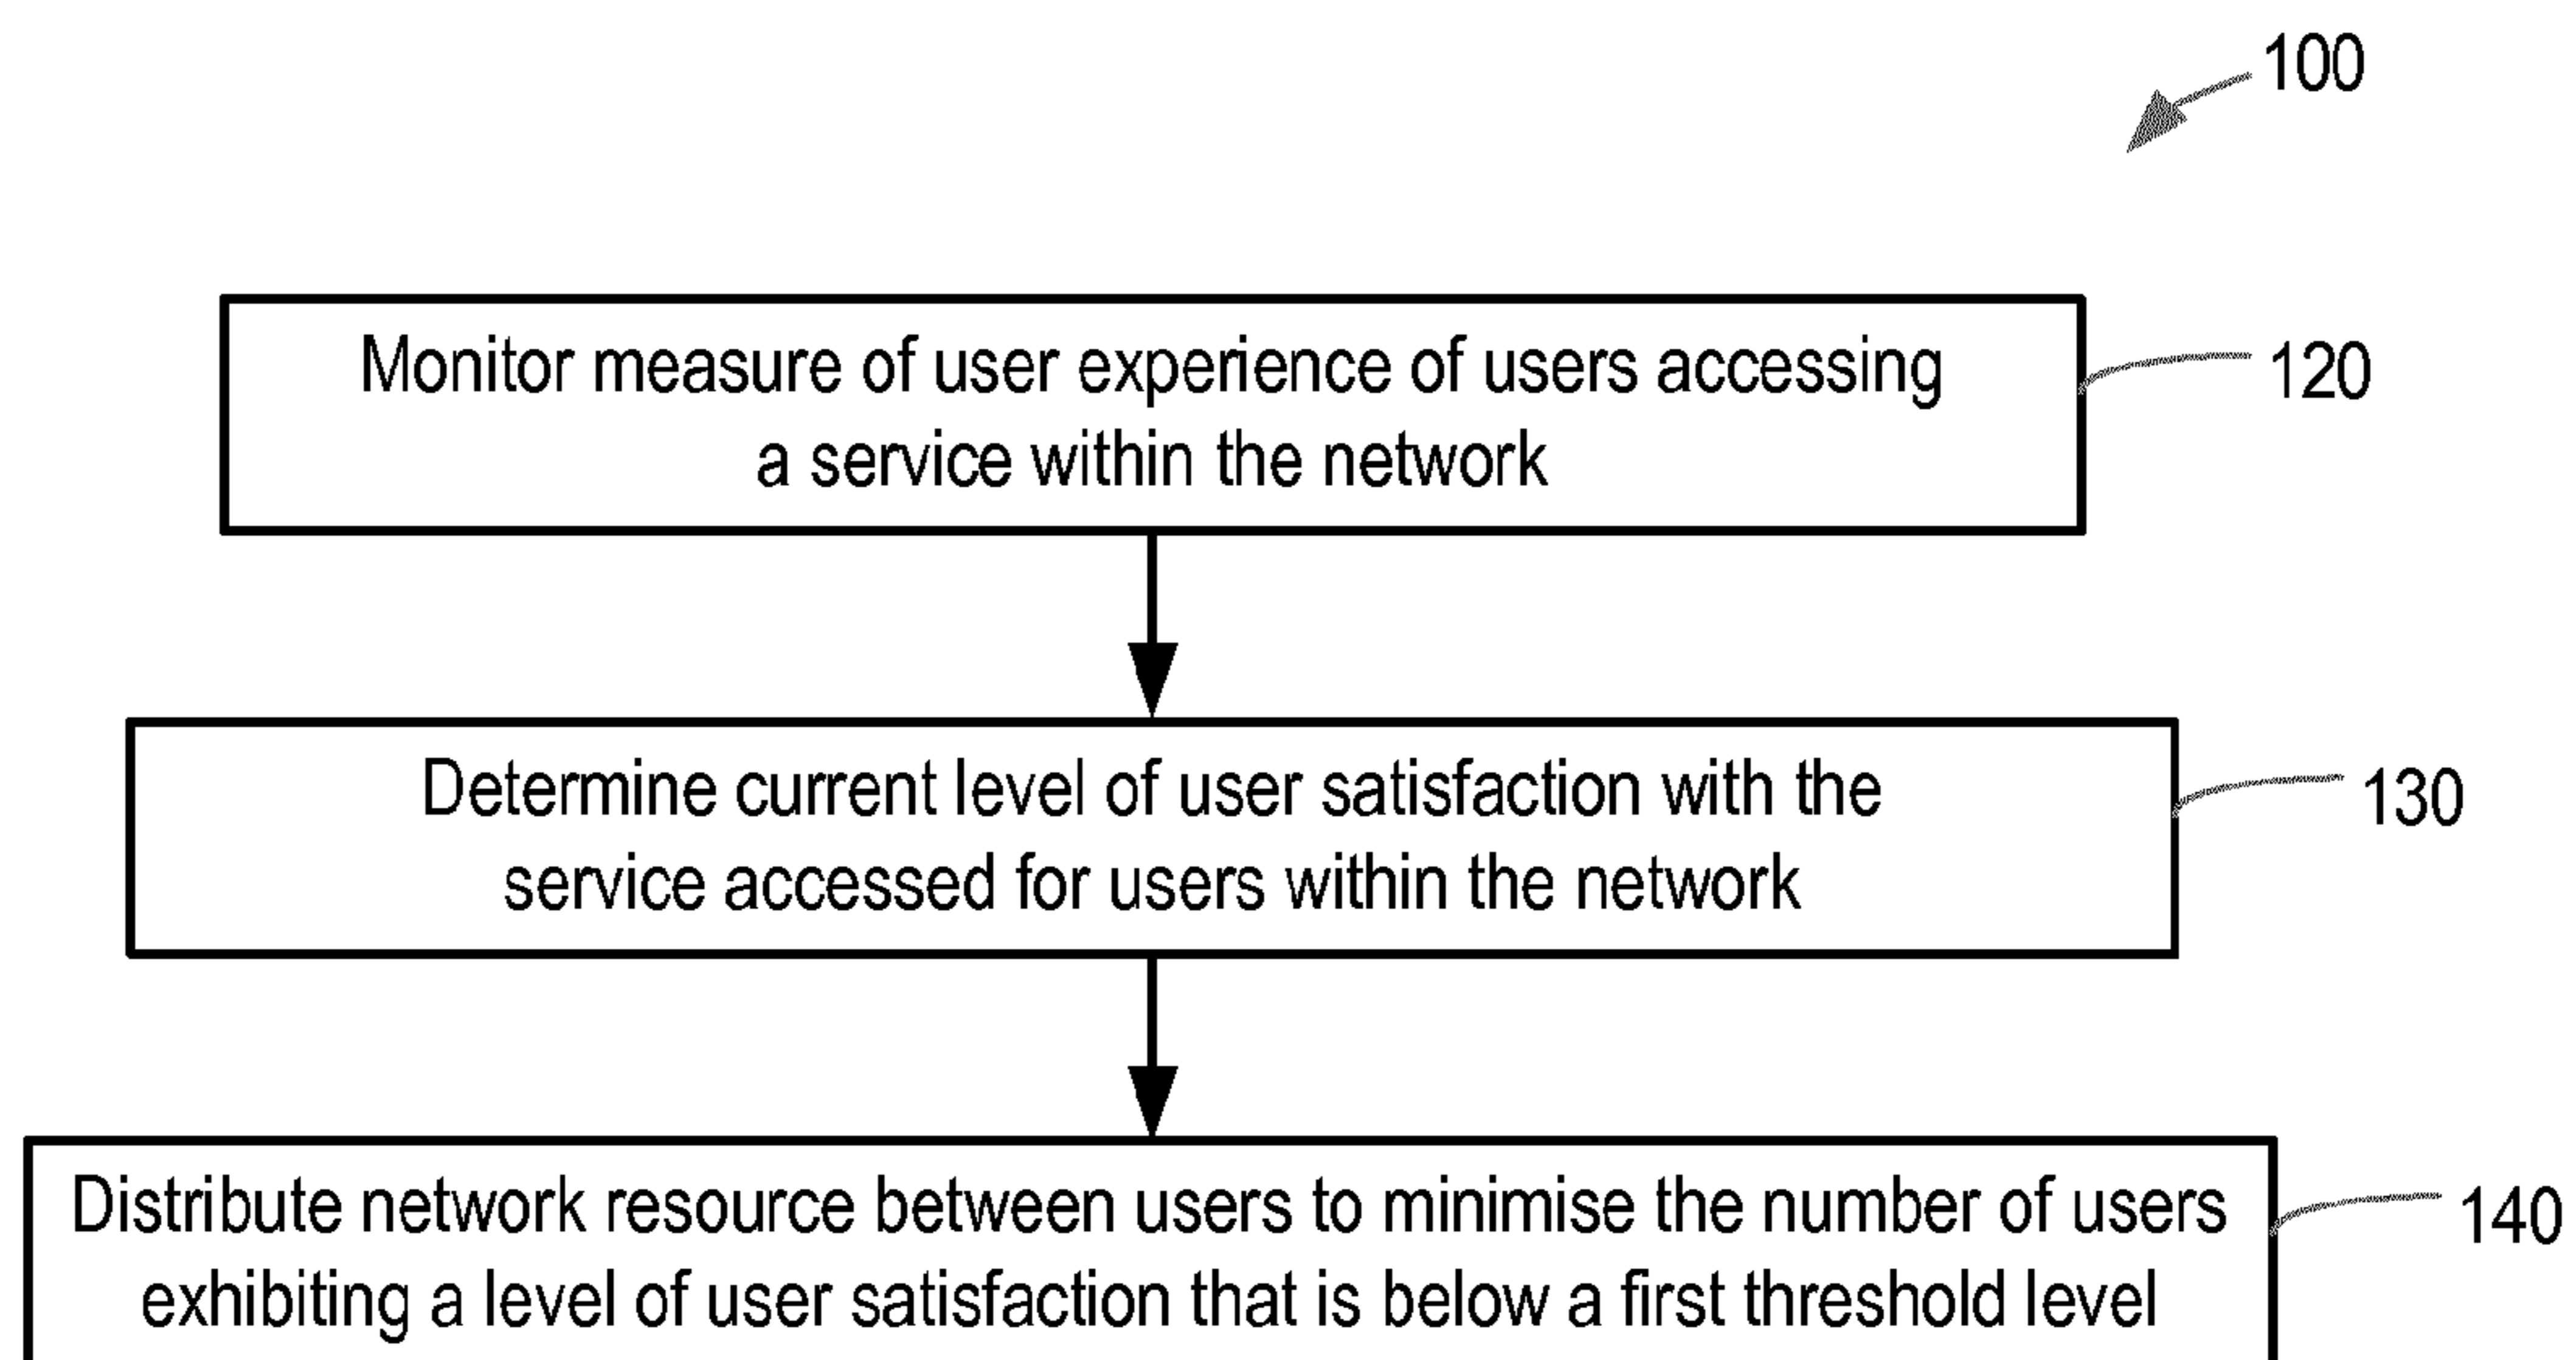 100
Monitor measure of user experience of users accessing
a service within the network
120
Determine current level of user satisfaction with the
service accessed for users within the network
130
Distribute network resource between users to minimise the number of users
exhibiting a level of user satisfaction that is below a first threshold level
140